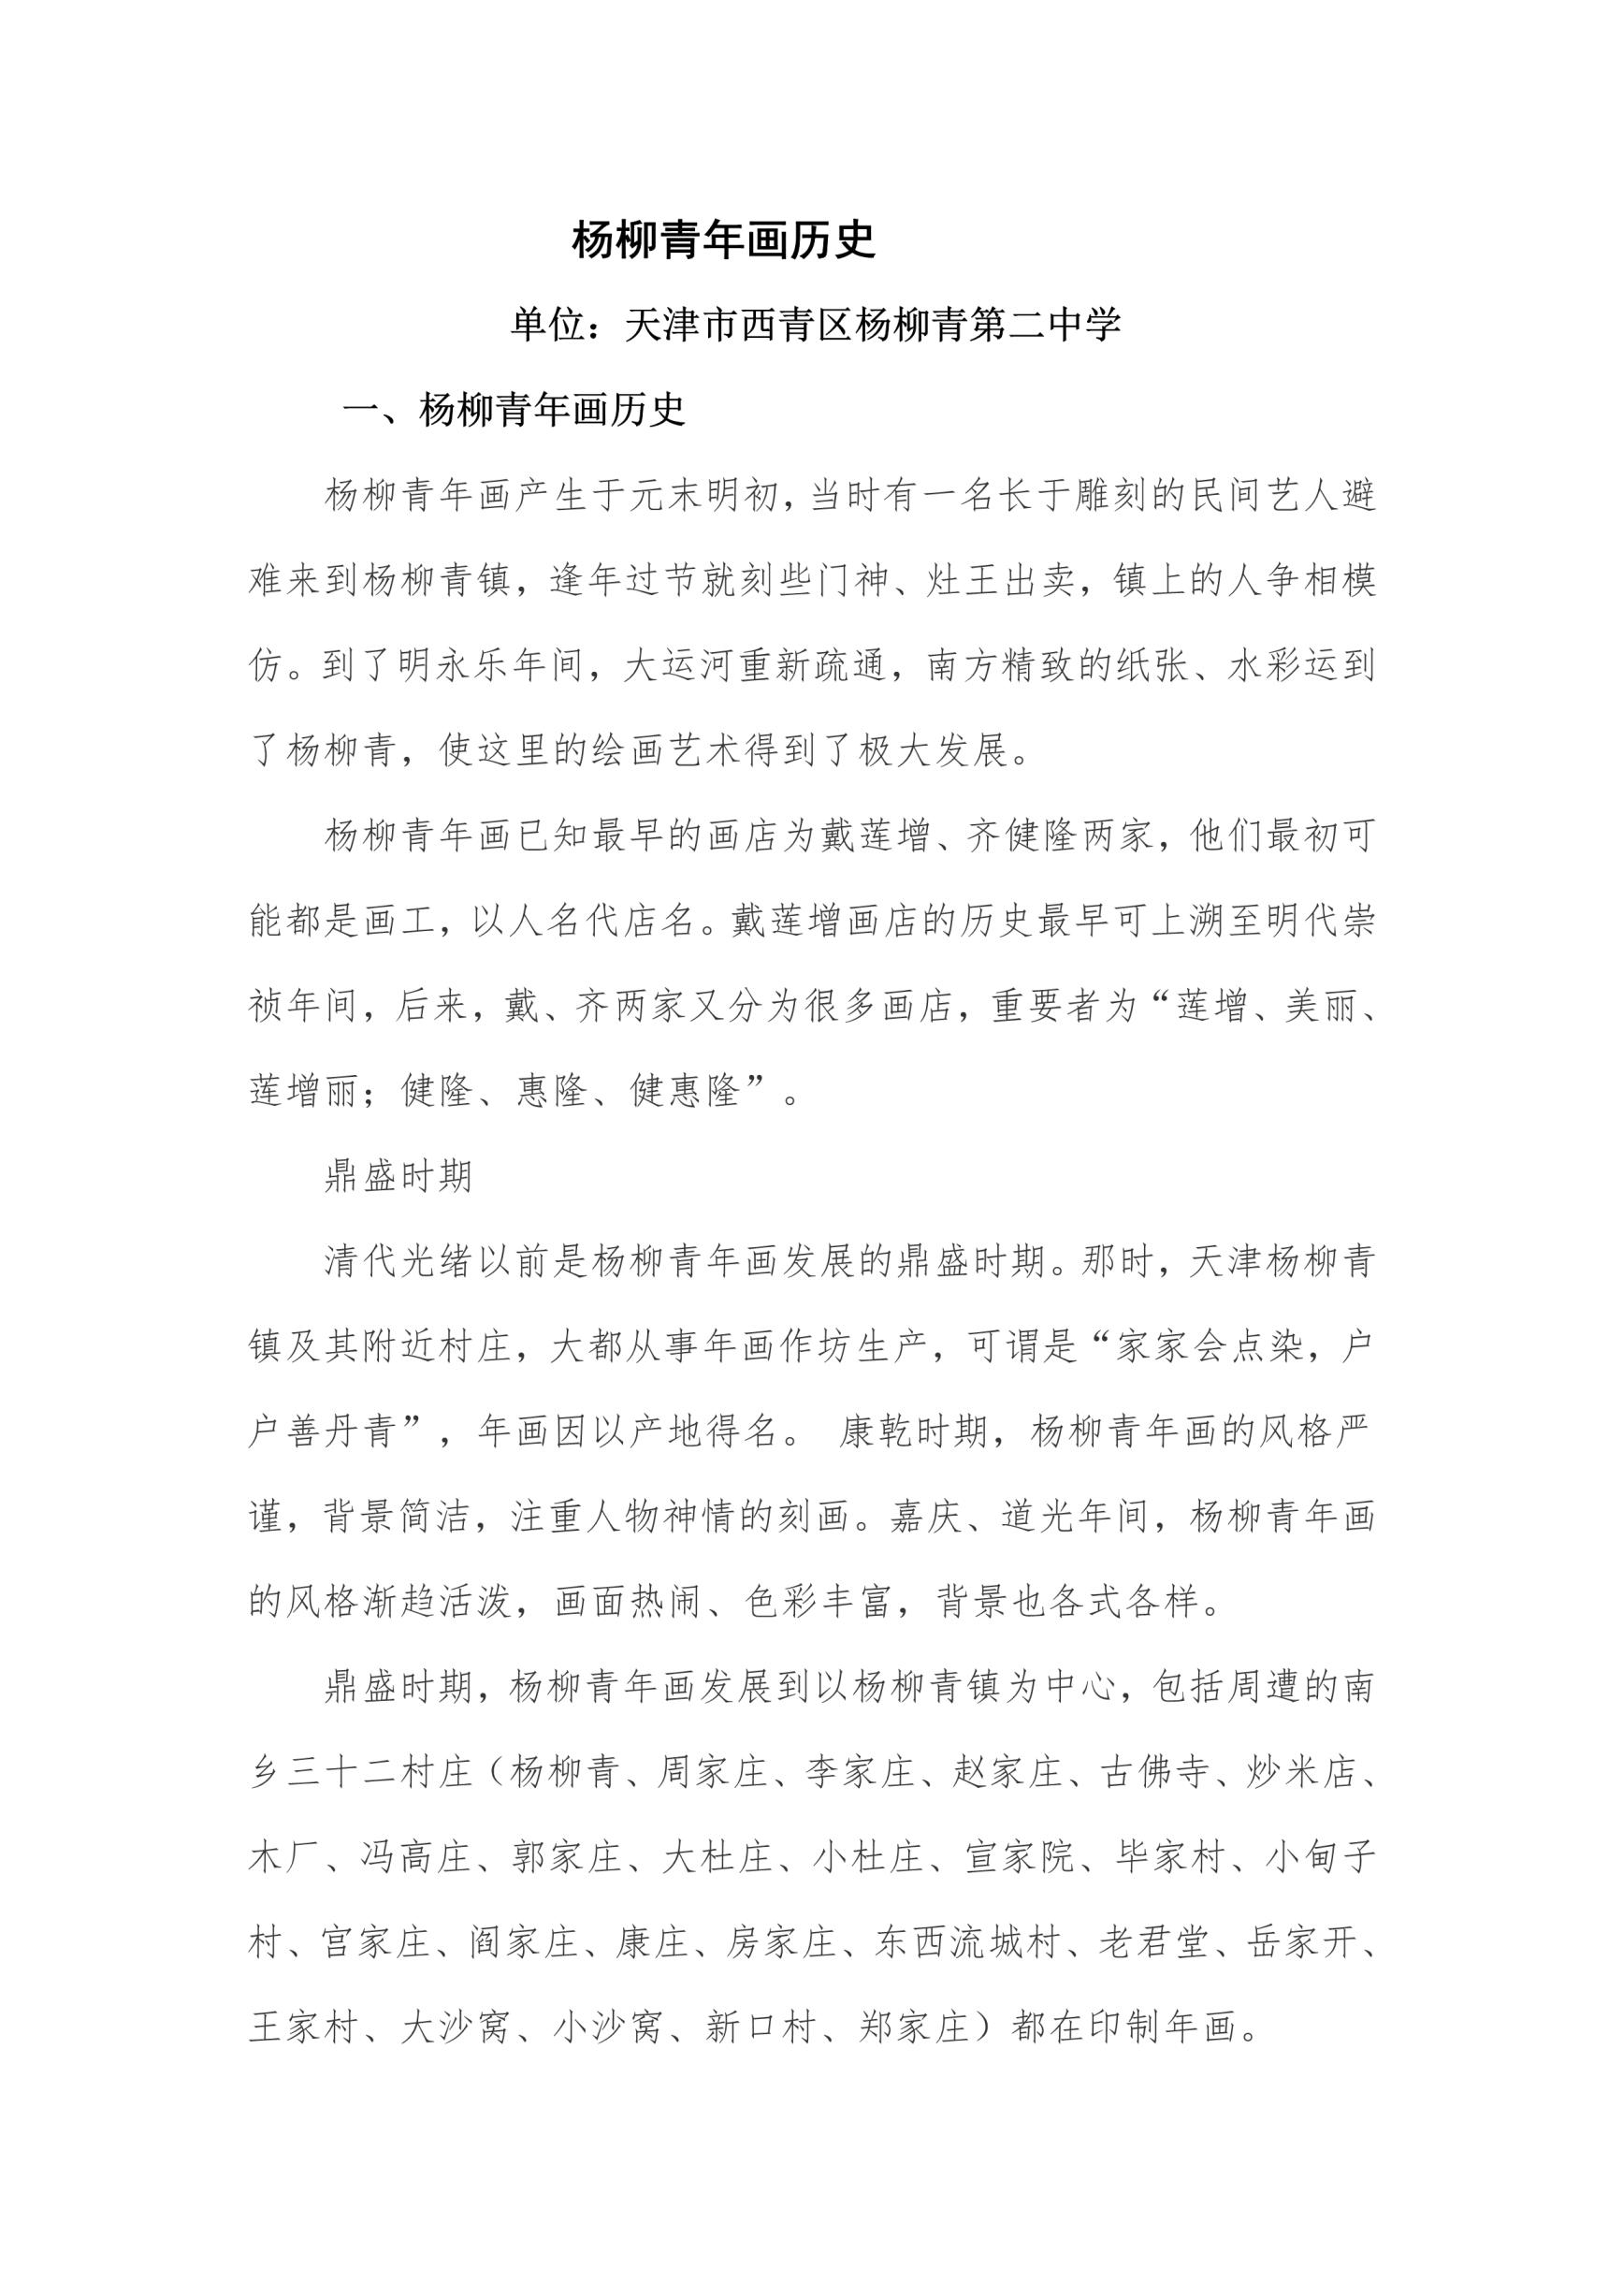 杨柳青年画历史
单位：天津市西青区杨柳青第二中学
一、杨柳青年画历史
杨柳青年画产生于元末明初，当时有一名长于雕刻的民间艺人避
难来到杨柳青镇，逢年过节就刻些门神、灶王出卖，镇上的人争相模
仿。到了明永乐年间，大运河重新疏通，南方精致的纸张、水彩运到
了杨柳青，使这里的绘画艺术得到了极大发展。
杨柳青年画已知最早的画店为戴莲增、齐健隆两家，他们最初可
能都是画工，以人名代店名。戴莲增画店的历史最早可上溯至明代崇
祯年间，后来，戴、齐两家又分为很多画店，重要者为“莲增、美丽、
莲增丽；健隆、惠隆、健惠隆”。
鼎盛时期
清代光绪以前是杨柳青年画发展的鼎盛时期。那时，天津杨柳青
镇及其附近村庄，大都从事年画作坊生产，可谓是“家家会点染，户
户善丹青”，年画因以产地得名。 康乾时期，杨柳青年画的风格严
谨，背景简洁，注重人物神情的刻画。嘉庆、道光年间，杨柳青年画
的风格渐趋活泼，画面热闹、色彩丰富，背景也各式各样。
鼎盛时期，杨柳青年画发展到以杨柳青镇为中心，包括周遭的南
乡三十二村庄（杨柳青、周家庄、李家庄、赵家庄、古佛寺、炒米店、
木厂、冯高庄、郭家庄、大杜庄、小杜庄、宣家院、毕家村、小甸子
村、宫家庄、阎家庄、康庄、房家庄、东西流城村、老君堂、岳家开、
王家村、大沙窝、小沙窝、新口村、郑家庄）都在印制年画。